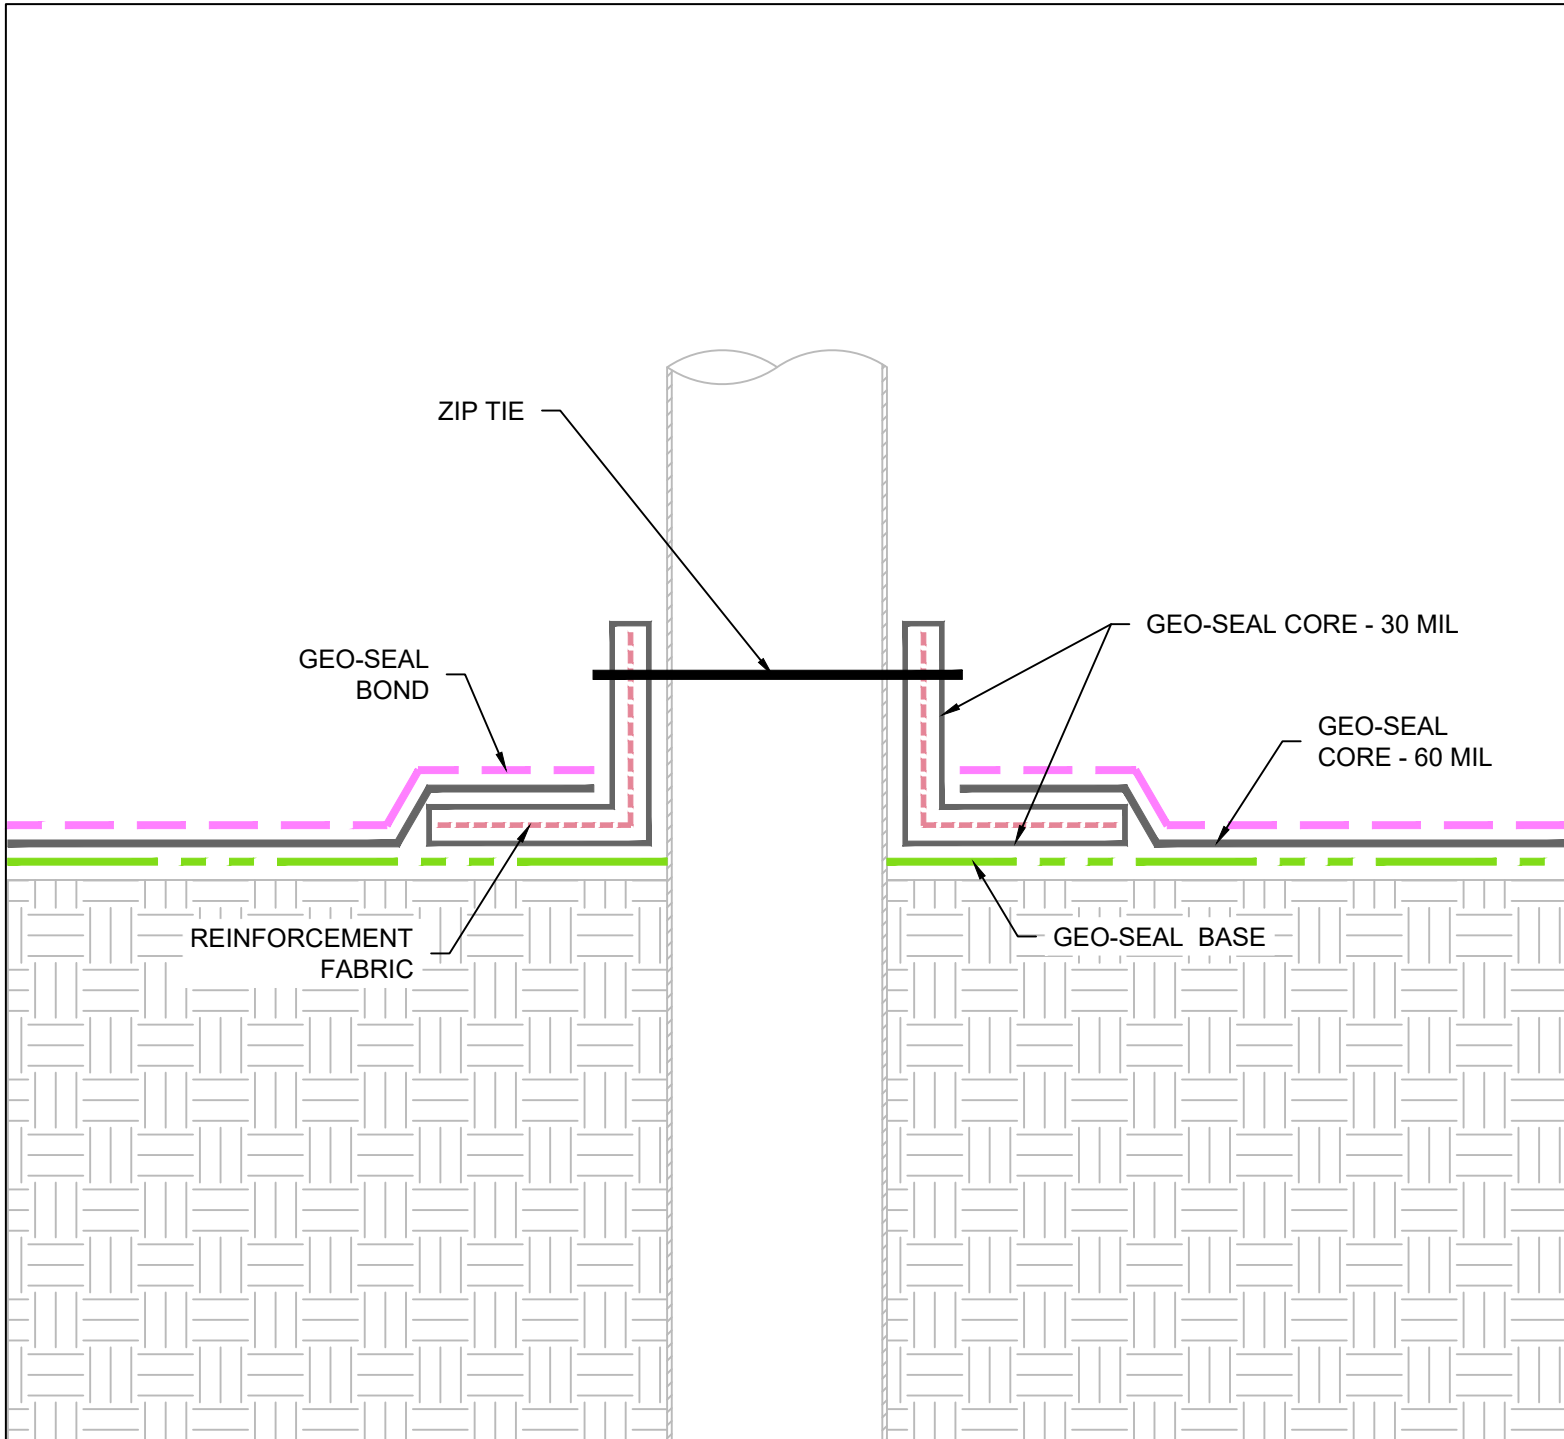 ZIP TIE
GEO-SEAL CORE - 30 MIL
GEO-SEAL
BOND
GEO-SEAL
CORE - 60 MIL
REINFORCEMENT
FABRIC
GEO-SEAL BASE